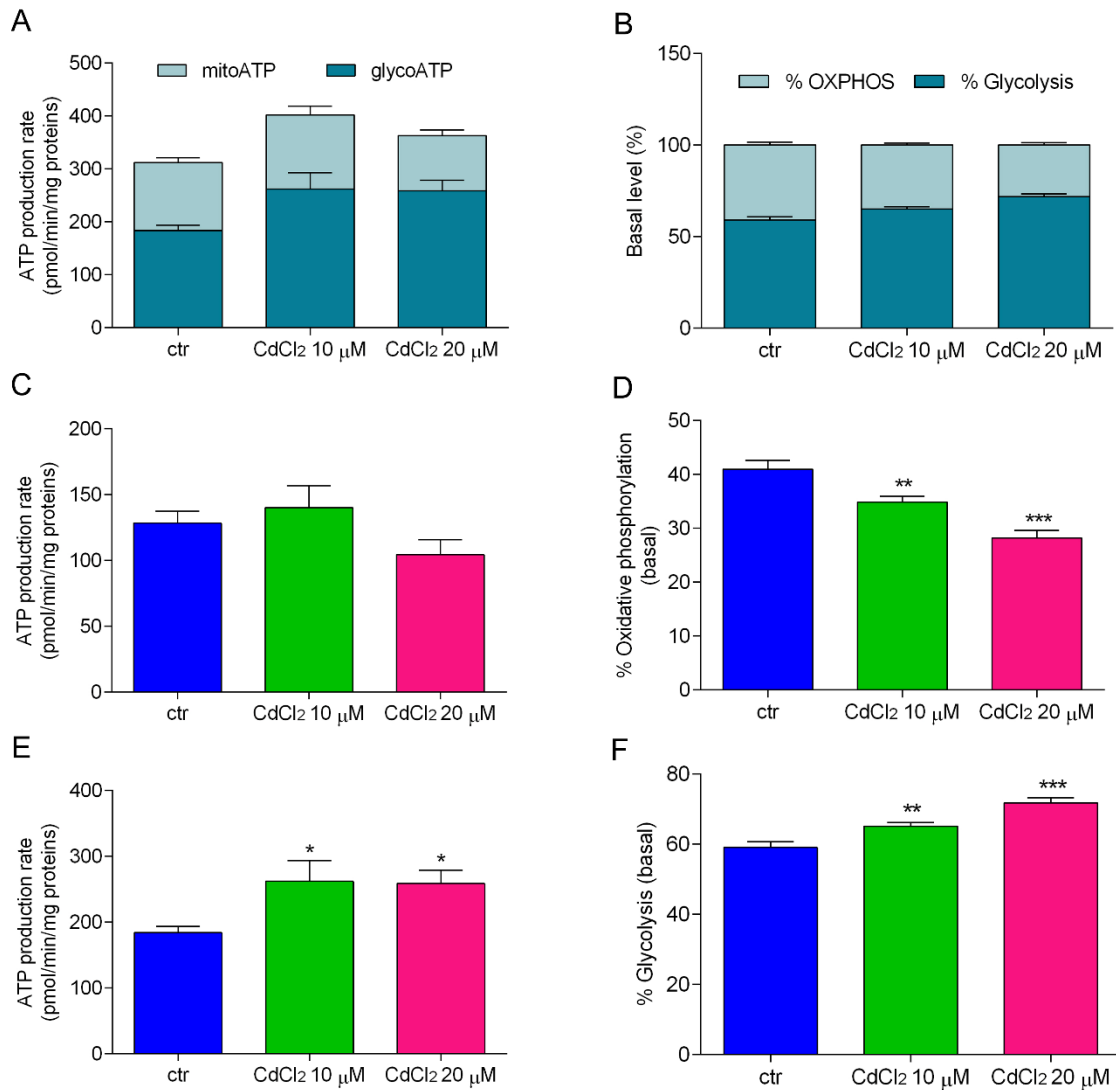 A
ATP production rate
(pmol/min/mg proteins)
500
400
300
200
100
0
mitoATP
glycoATP
ctr
CdCl₂ 10 μM
CdCl₂ 20 μM
B
Basal level (%)
150
100
50
0
% OXPHOS
% Glycolysis
ctr
CdCl₂ 10 μM
CdCl₂ 20 μM
C
ATP production rate
(pmol/min/mg proteins)
200
150
100
50
0
ctr
CdCl₂ 10 μM
CdCl₂ 20 μM
D
% Oxidative phosphorylation
(basal)
50
40
30
20
10
0
**
***
ctr
CdCl₂ 10 μM
CdCl₂ 20 μM
E
ATP production rate
(pmol/min/mg proteins)
400
300
200
100
0
*
*
ctr
CdCl₂ 10 μM
CdCl₂ 20 μM
F
% Glycolysis (basal)
80
60
40
20
0
**
***
ctr
CdCl₂ 10 μM
CdCl₂ 20 μM